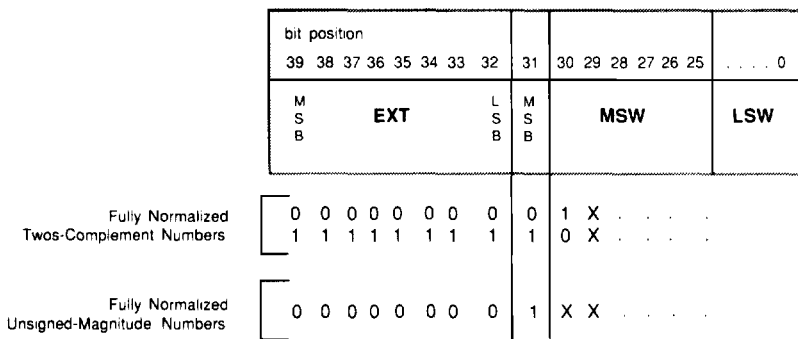 bit position
39 38 37 36 35 34 33 32 31 30 29 28 27 26 25 . . . . 0
MSB EXT LSB MSB MSW LSW
Fully Normalized
Twos-Complement Numbers
0 0 0 0 0 0 0 0 0 1 X . . . .
1 1 1 1 1 1 1 1 1 0 X . . . .
Fully Normalized
Unsigned-Magnitude Numbers
0 0 0 0 0 0 0 0 1 X X . . . .